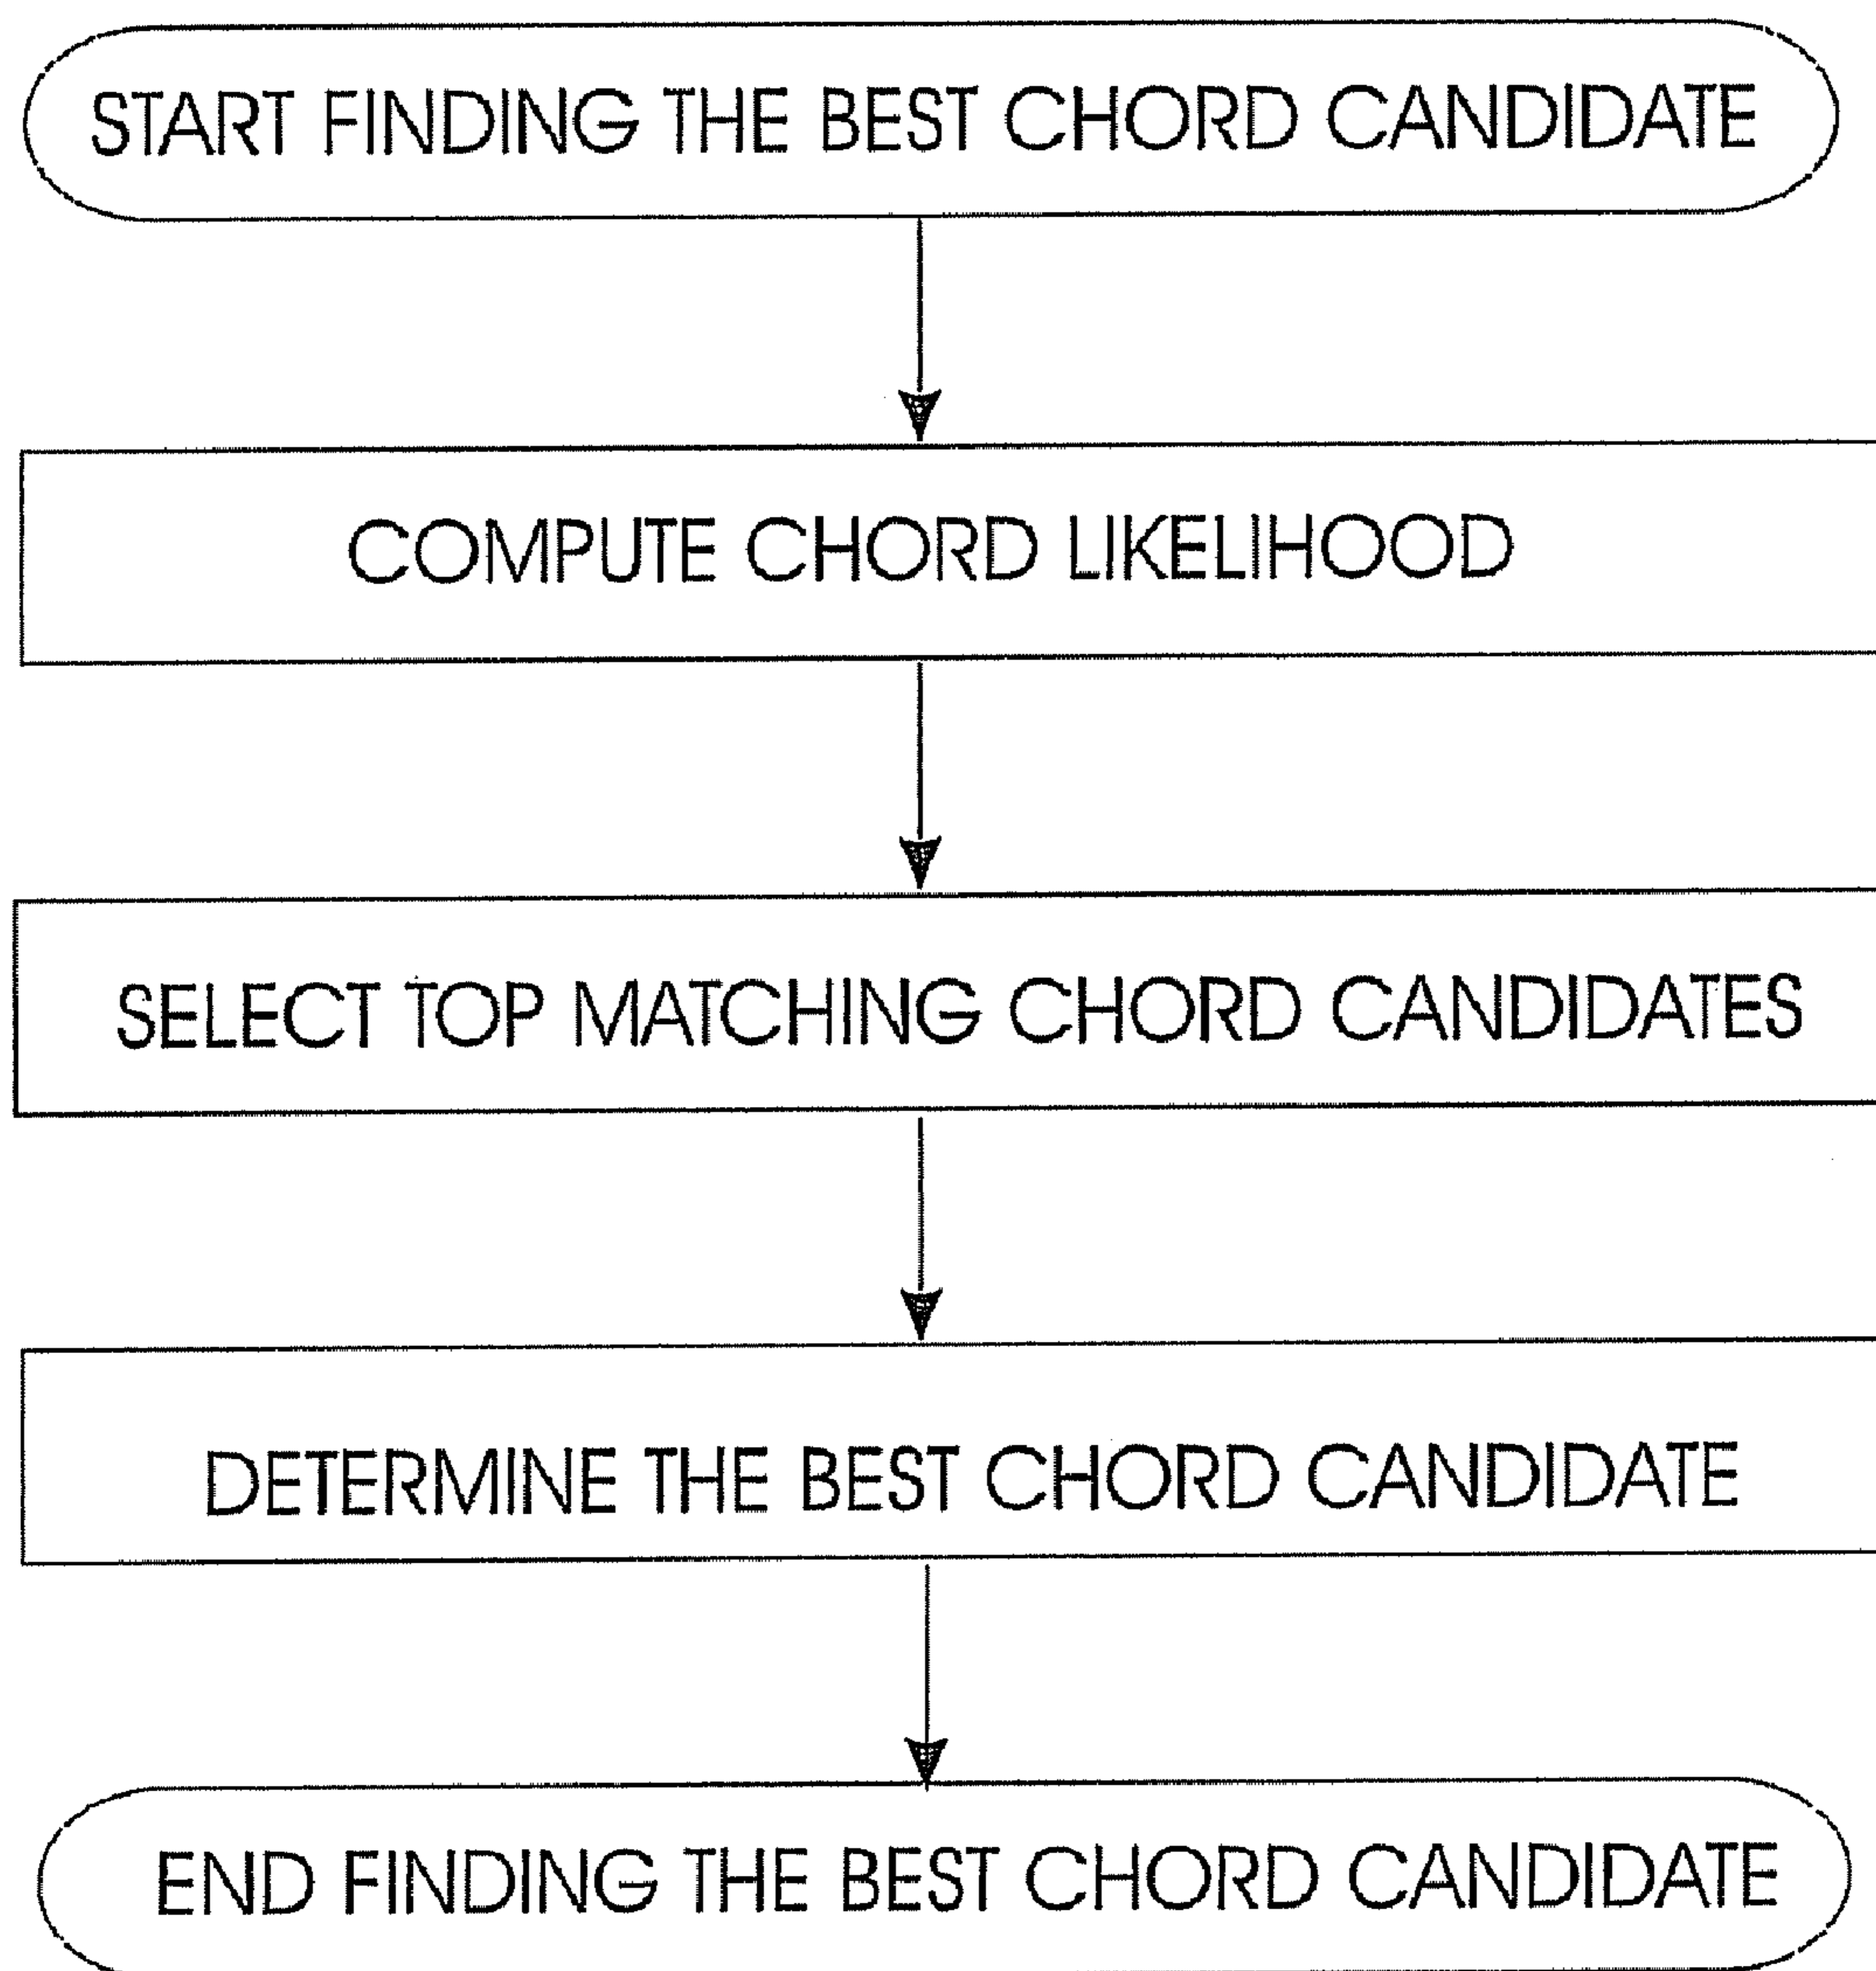 START FINDING THE BEST CHORD CANDIDATE
COMPUTE CHORD LIKELIHOOD
SELECT TOP MATCHING CHORD CANDIDATES
DETERMINE THE BEST CHORD CANDIDATE
END FINDING THE BEST CHORD CANDIDATE